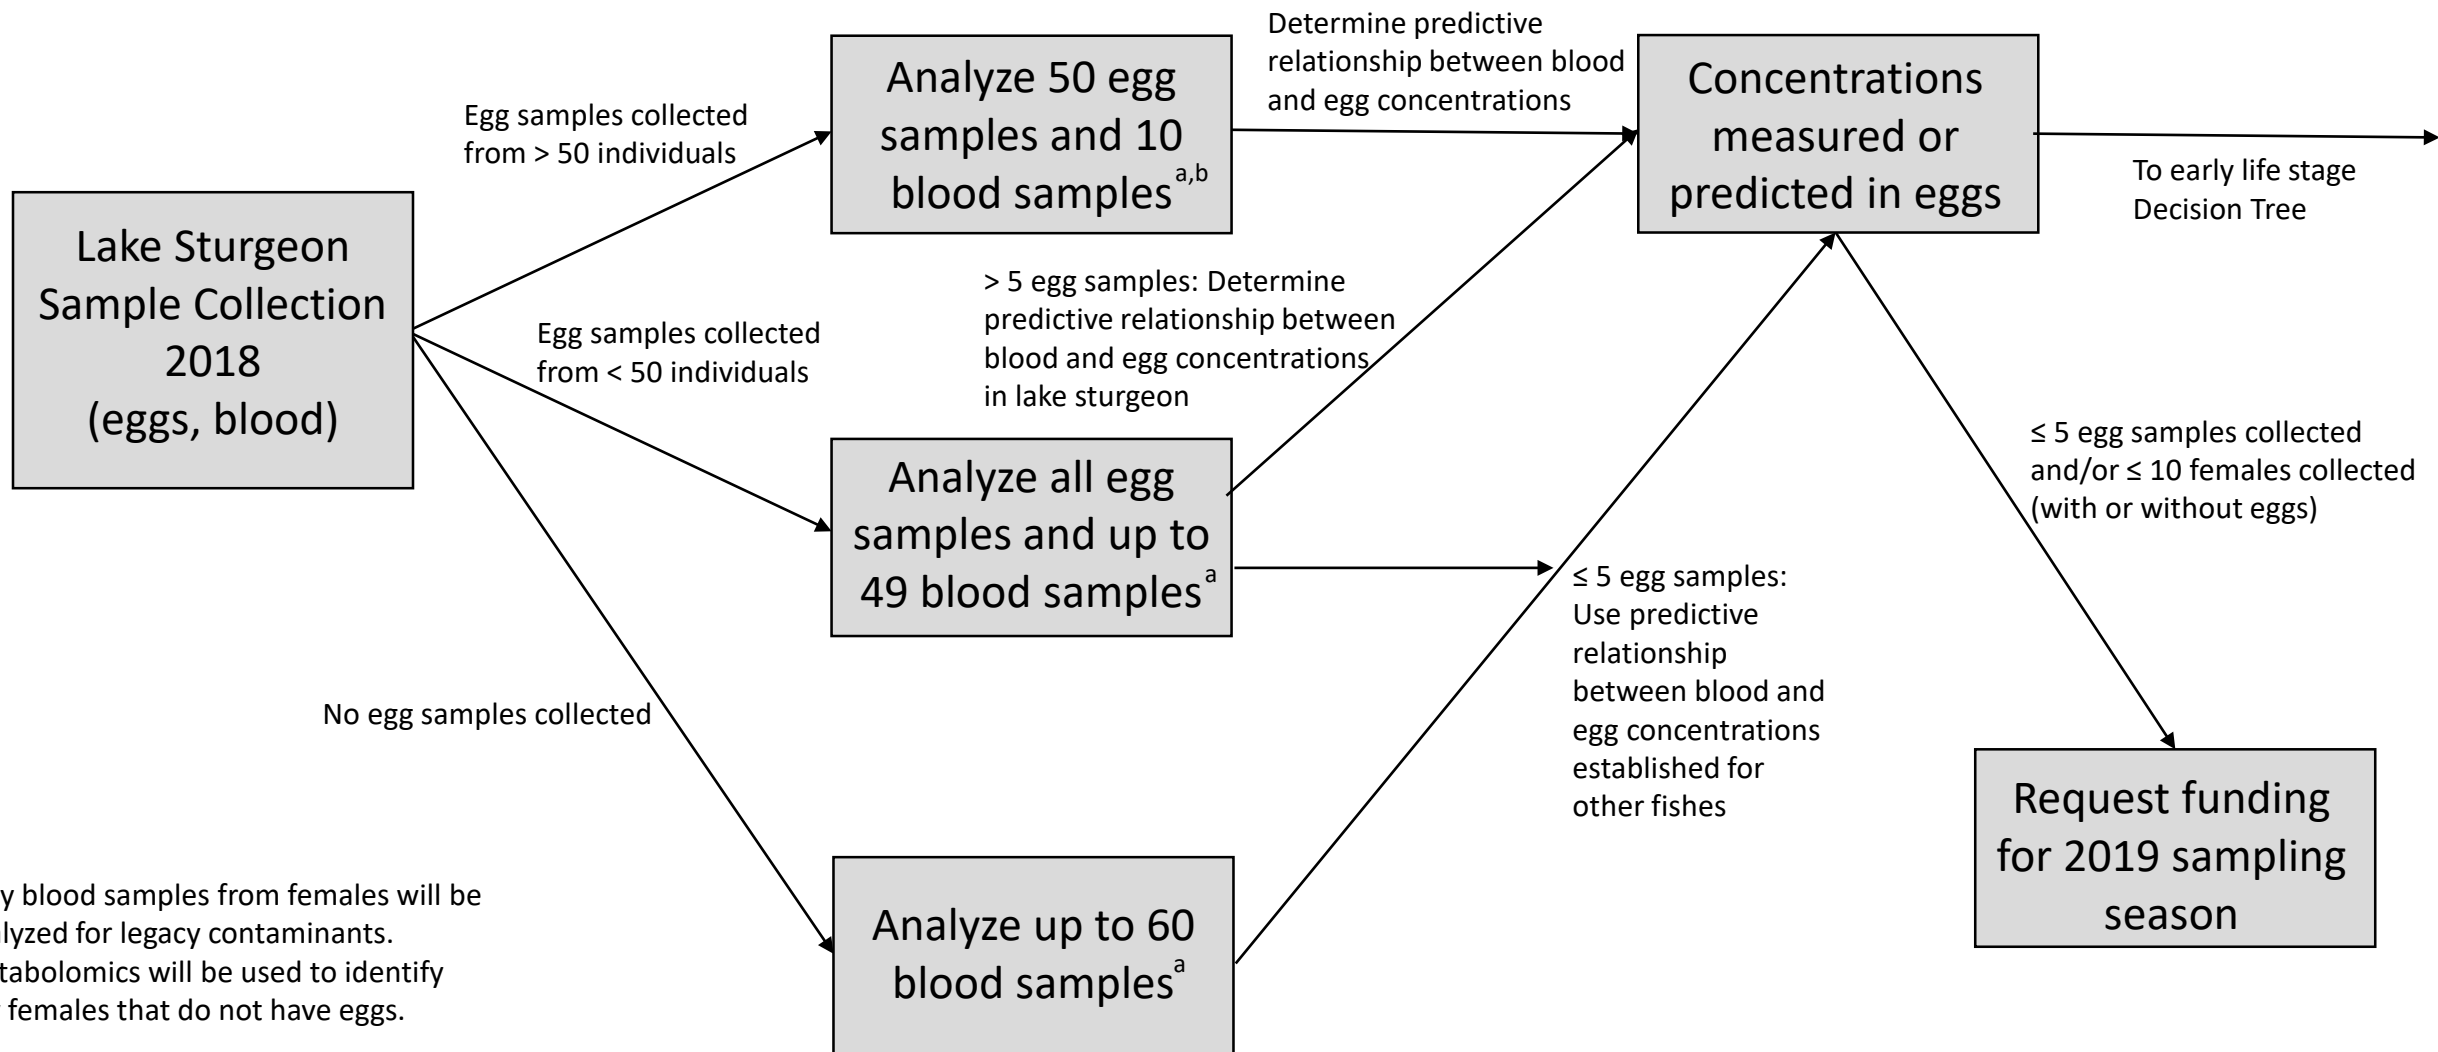 Lake Sturgeon
Sample Collection
2018
(eggs, blood)
Egg samples collected
from > 50 individuals
Egg samples collected
from < 50 individuals
No egg samples collected
Analyze 50 egg
samples and 10
blood samples a,b
Analyze all egg
samples and up to
49 blood samples a
Analyze up to 60
blood samples a
Determine predictive
relationship between blood
and egg concentrations
> 5 egg samples: Determine
predictive relationship between
blood and egg concentrations
in lake sturgeon
≤ 5 egg samples:
Use predictive
relationship
between blood and
egg concentrations
established for
other fishes
Concentrations
measured or
predicted in eggs
To early life stage
Decision Tree
≤ 5 egg samples collected
and/or ≤ 10 females collected
(with or without eggs)
Request funding
for 2019 sampling
season
blood samples from females will be
for legacy contaminants.
will be used to identify
females that do not have eggs.